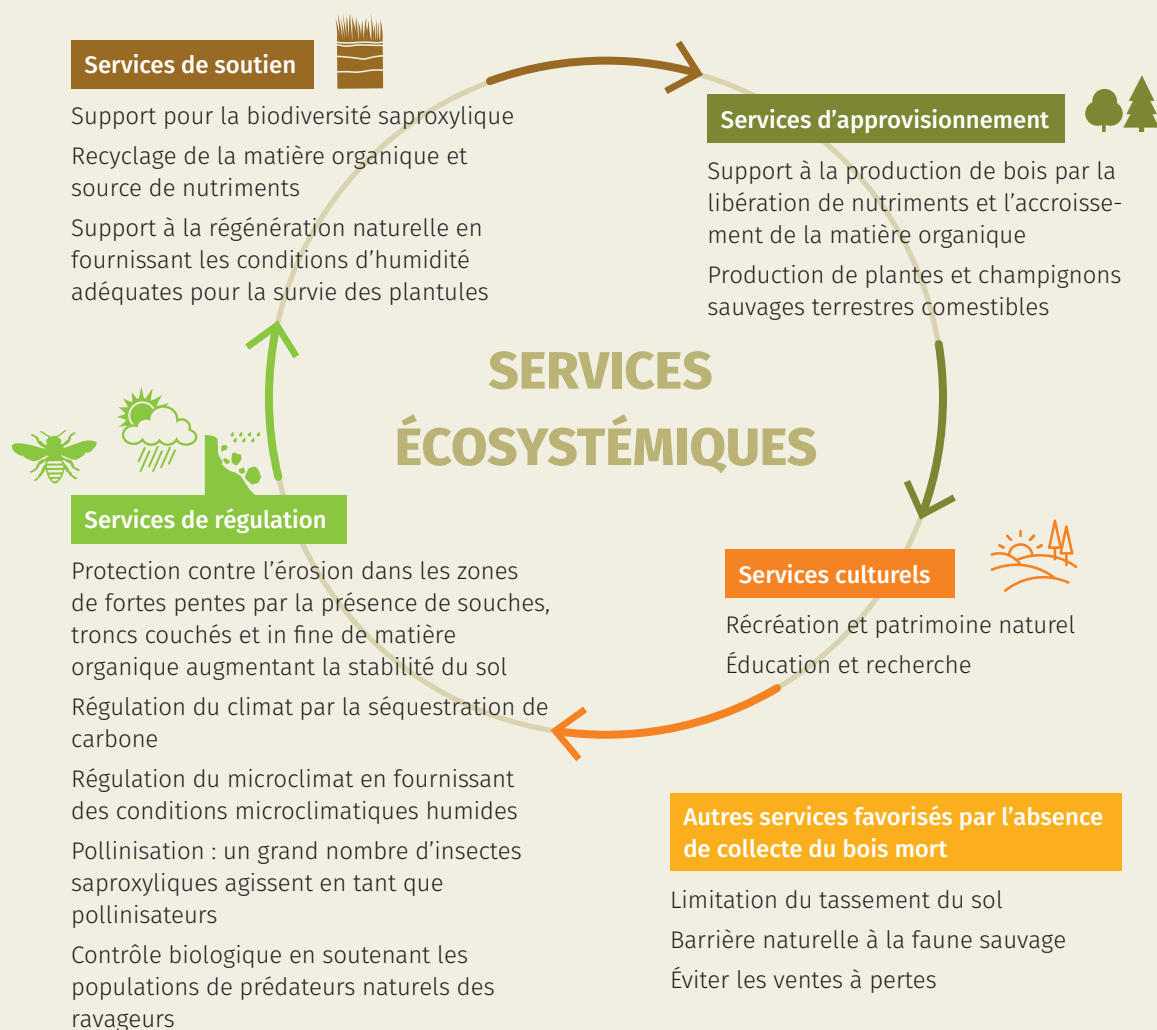 Services de soutien
Support pour la biodiversité saproxylique
Recyclage de la matière organique et
source de nutriments
Support à la régénération naturelle en
fournissant les conditions d'humidité
adéquates pour la survie des plantules
Services d'approvisionnement
Support à la production de bois par la
libération de nutriments et l'accroisse-
ment de la matière organique
Production de plantes et champignons
sauvages terrestres comestibles
SERVICES
ÉCOSYSTÉMIQUES
Services de régulation
Protection contre l'érosion dans les zones
de fortes pentes par la présence de souches,
troncs couchés et in fine de matière
organique augmentant la stabilité du sol
Régulation du climat par la séquestration de
carbone
Régulation du microclimat en fournissant
des conditions microclimatiques humides
Pollinisation : un grand nombre d'insectes
saproxyliques agissent en tant que
pollinisateurs
Contrôle biologique en soutenant les
populations de prédateurs naturels des
ravageurs
Services culturels
Récréation et patrimoine naturel
Éducation et recherche
Autres services favorisés par l'absence
de collecte du bois mort
Limitation du tassement du sol
Barrière naturelle à la faune sauvage
Éviter les ventes à pertes